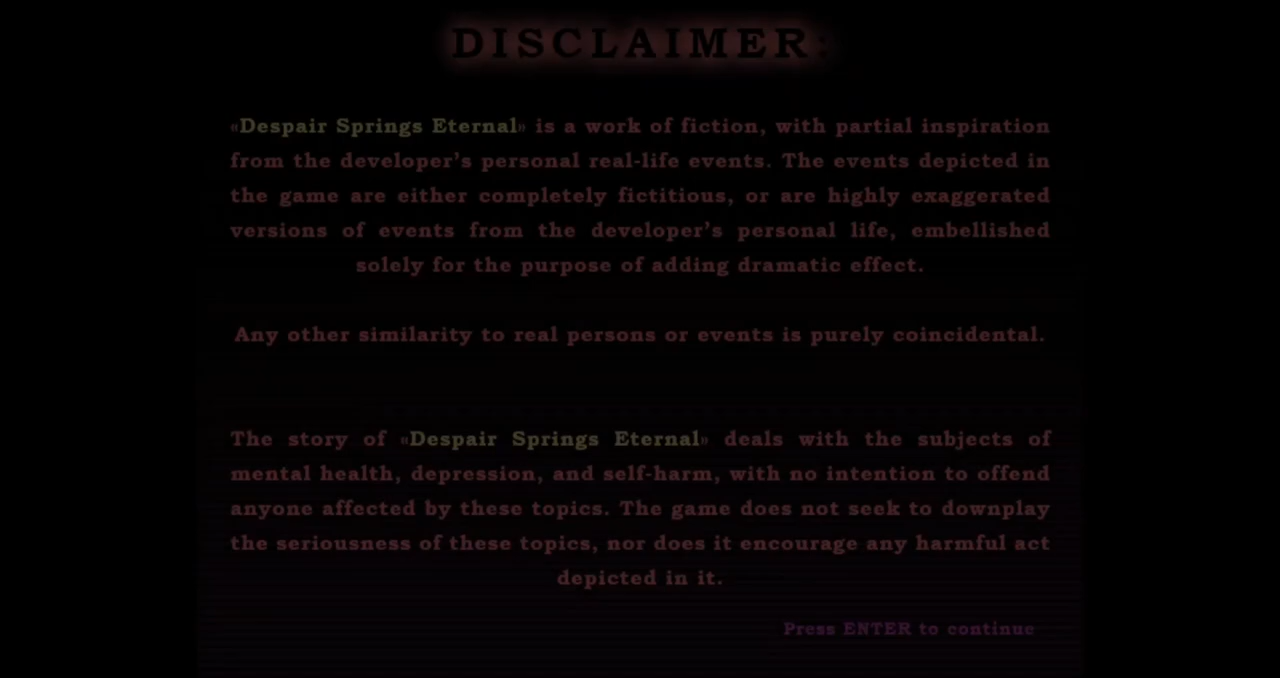 DISCLAIMER:
«Despair Springs Eternal» is a work of fiction, with partial inspiration
from the developer’s personal real-life events. The events depicted in
the game are either completely fictitious, or are highly exaggerated
versions of events from the developer’s personal life, embellished
solely for the purpose of adding dramatic effect.
Any other similarity to real persons or events is purely coincidental.
The story of «Despair Springs Eternal» deals with the subjects of
mental health, depression, and self-harm, with no intention to offend
anyone affected by these topics. The game does not seek to downplay
the seriousness of these topics, nor does it encourage any harmful act
depicted in it.
Press ENTER to continue